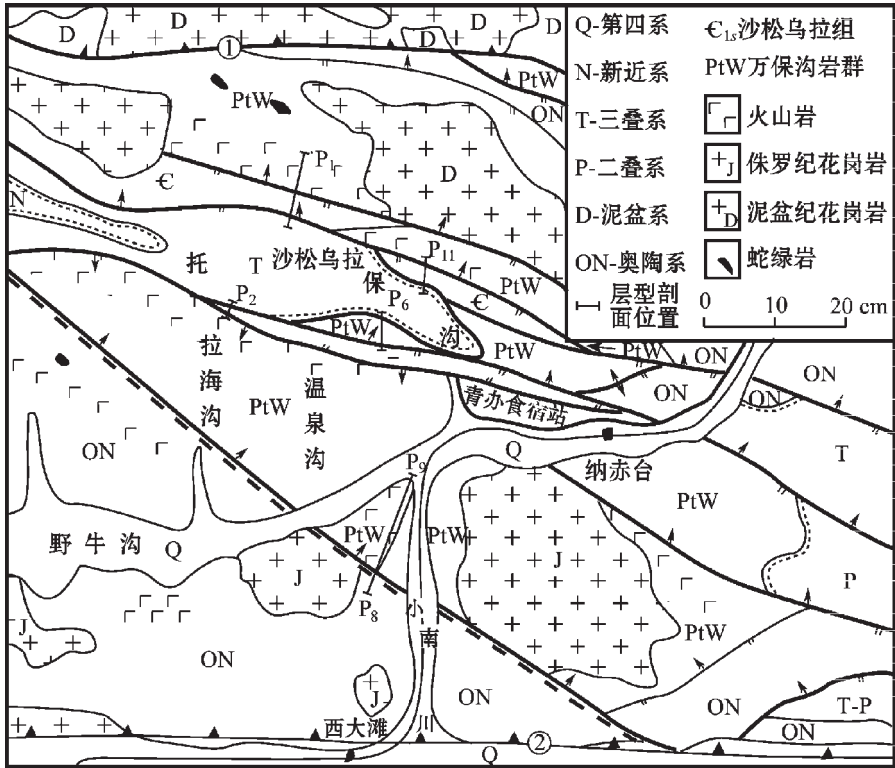 Q-第四系
N-新近系
T-三叠系
P-二叠系
D-泥盆系
ON-奥陶系
层型剖
面位置
Є1s沙松乌拉组
PtW万保沟岩群
火山岩
J 侏罗纪花岗岩
D 泥盆纪花岗岩
蛇绿岩
0 10 20 cm
D
D
D
D
①
PtW
PtW
ON
D
Є
P1
N
托
T
沙松乌拉
保
P11
沟
P2
P6
PtW
Є
PtW
PtW
ON
ON
ON
ON
拉海沟
PtW
温泉沟
青办食宿站
ON
Q
纳赤台
T
P9
PtW
野牛沟
Q
PtW
PtW
J
J
P
P8
小南川
PtW
J
ON
ON
J
西大滩
T-P
ON
②
Q